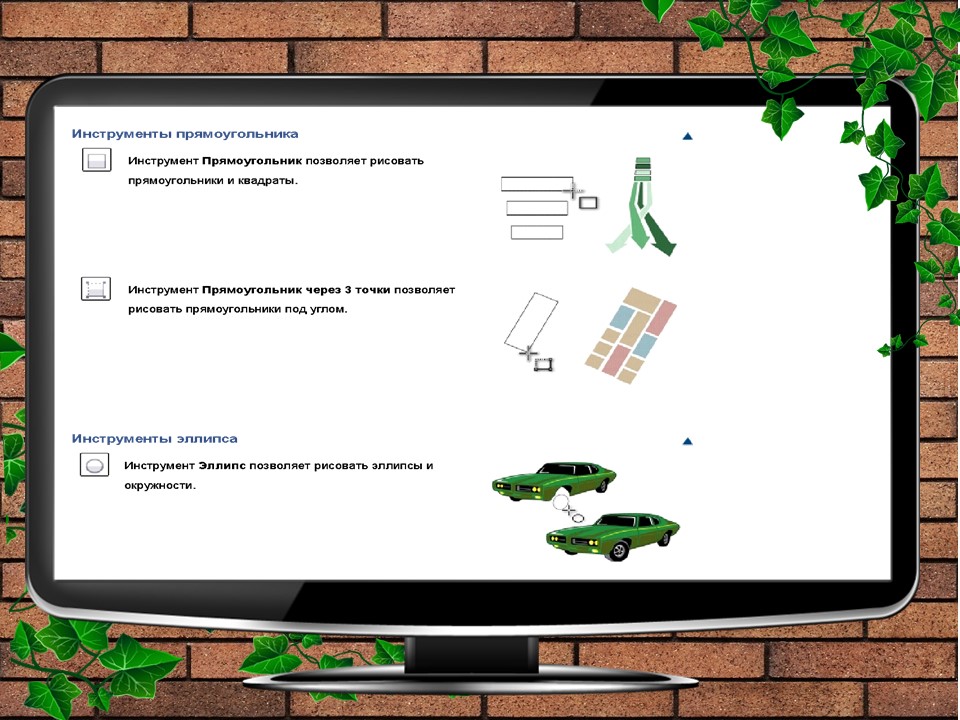 Инструменты прямоугольника
Инструмент Прямоугольник позволяет рисовать
прямоугольники и квадраты.
Инструмент Прямоугольник через 3 точки позволяет
рисовать прямоугольники под углом.
Инструменты эллипса
Инструмент Эллипс позволяет рисовать эллипсы и
окружности.